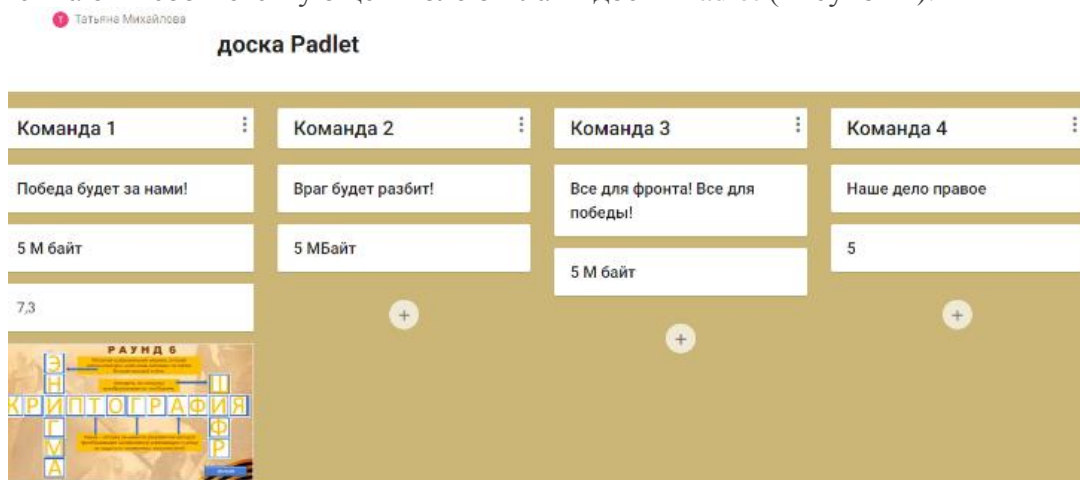 Татьяна Михайлова
доска Padlet
Команда 1
Победа будет за нами!
5 М байт
7,3
РАУНД 6
ЭНИГМА
КРИПТОГРАФИЯ
ШИФР
Команда 2
Враг будет разбит!
5 МБайт
Команда 3
Все для фронта! Все для
победы!
5 М байт
Команда 4
Наше дело правое
5